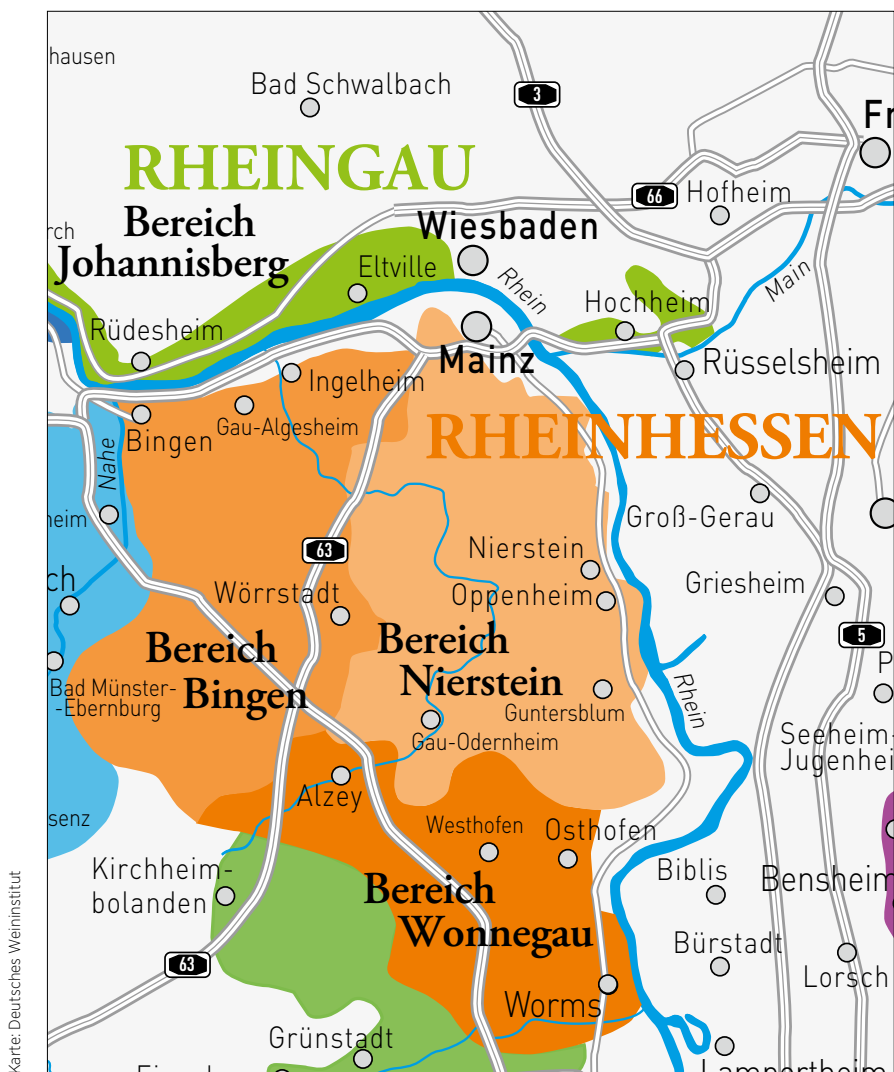 hausen
Bad Schwalbach
3
Fr
RHEINGAU
66
Hofheim
Bereich
Johannisberg
rch
Wiesbaden
Eltville
Rhein
Main
Hochheim
Rüdesheim
Mainz
Rüsselsheim
Ingelheim
Gau-Algesheim
Bingen
RHEINHESSEN
Nahe
heim
Groß-Gerau
63
Nierstein
ch
Wörrstadt
Oppenheim
Griesheim
5
Bereich
Bingen
Bereich
Nierstein
P
Bad Münster-
-Ebernburg
Rhein
Guntersblum
Gau-Odernheim
Seeheim-
Jugenhei
Alzey
senz
Westhofen
Osthofen
Kirchheim-
bolanden
Biblis
Bensheim
Bereich
Wonnegau
Bürstadt
63
Lorsch
Worms
Grünstadt
Karte: Deutsches Weininstitut